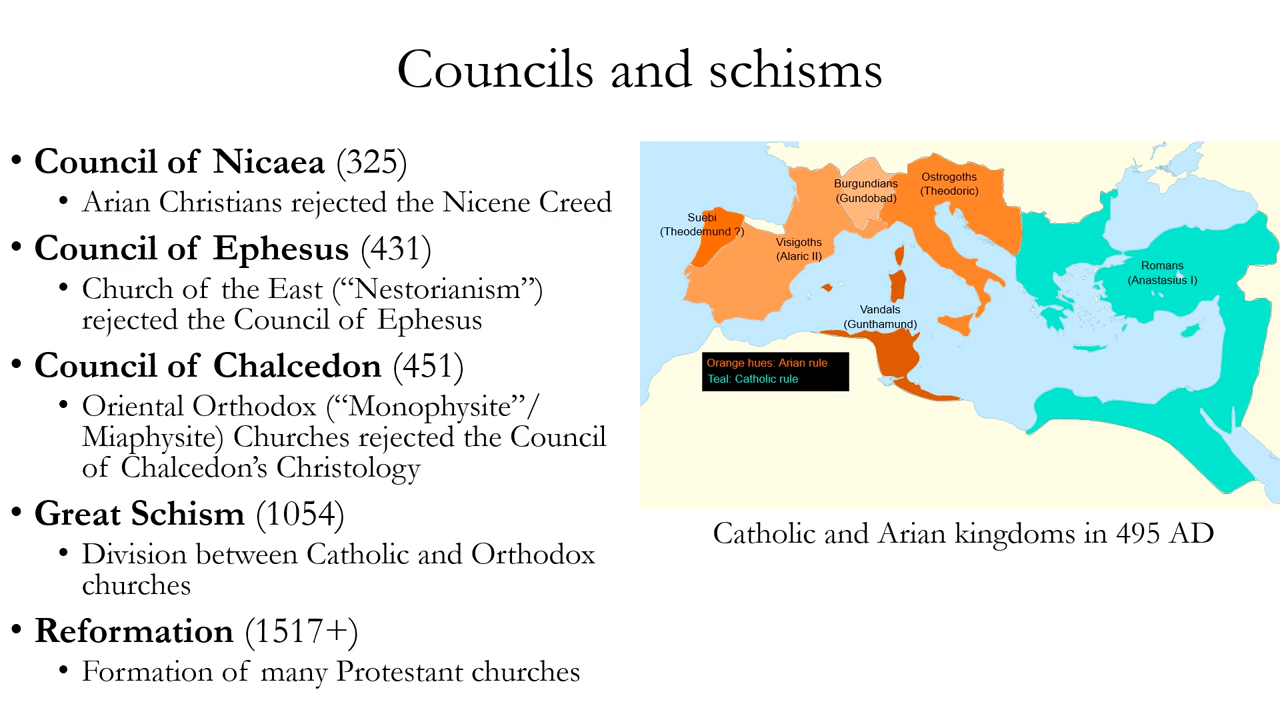 Councils and schisms
• Council of Nicaea (325)
• Arian Christians rejected the Nicene Creed
• Council of Ephesus (431)
• Church of the East (“Nestorianism”)
rejected the Council of Ephesus
• Council of Chalcedon (451)
• Oriental Orthodox (“Monophysite”/
Miaphysite) Churches rejected the Council
of Chalcedon’s Christology
• Great Schism (1054)
• Division between Catholic and Orthodox
churches
• Reformation (1517+)
• Formation of many Protestant churches
Burgundians
(Gundobad)
Ostrogoths
(Theodoric)
Suebi
(Theodemund ?)
Visigoths
(Alaric II)
Romans
(Anastasius I)
Vandals
(Gunthamund)
Orange hues: Arian rule
Teal: Catholic rule
Catholic and Arian kingdoms in 495 AD